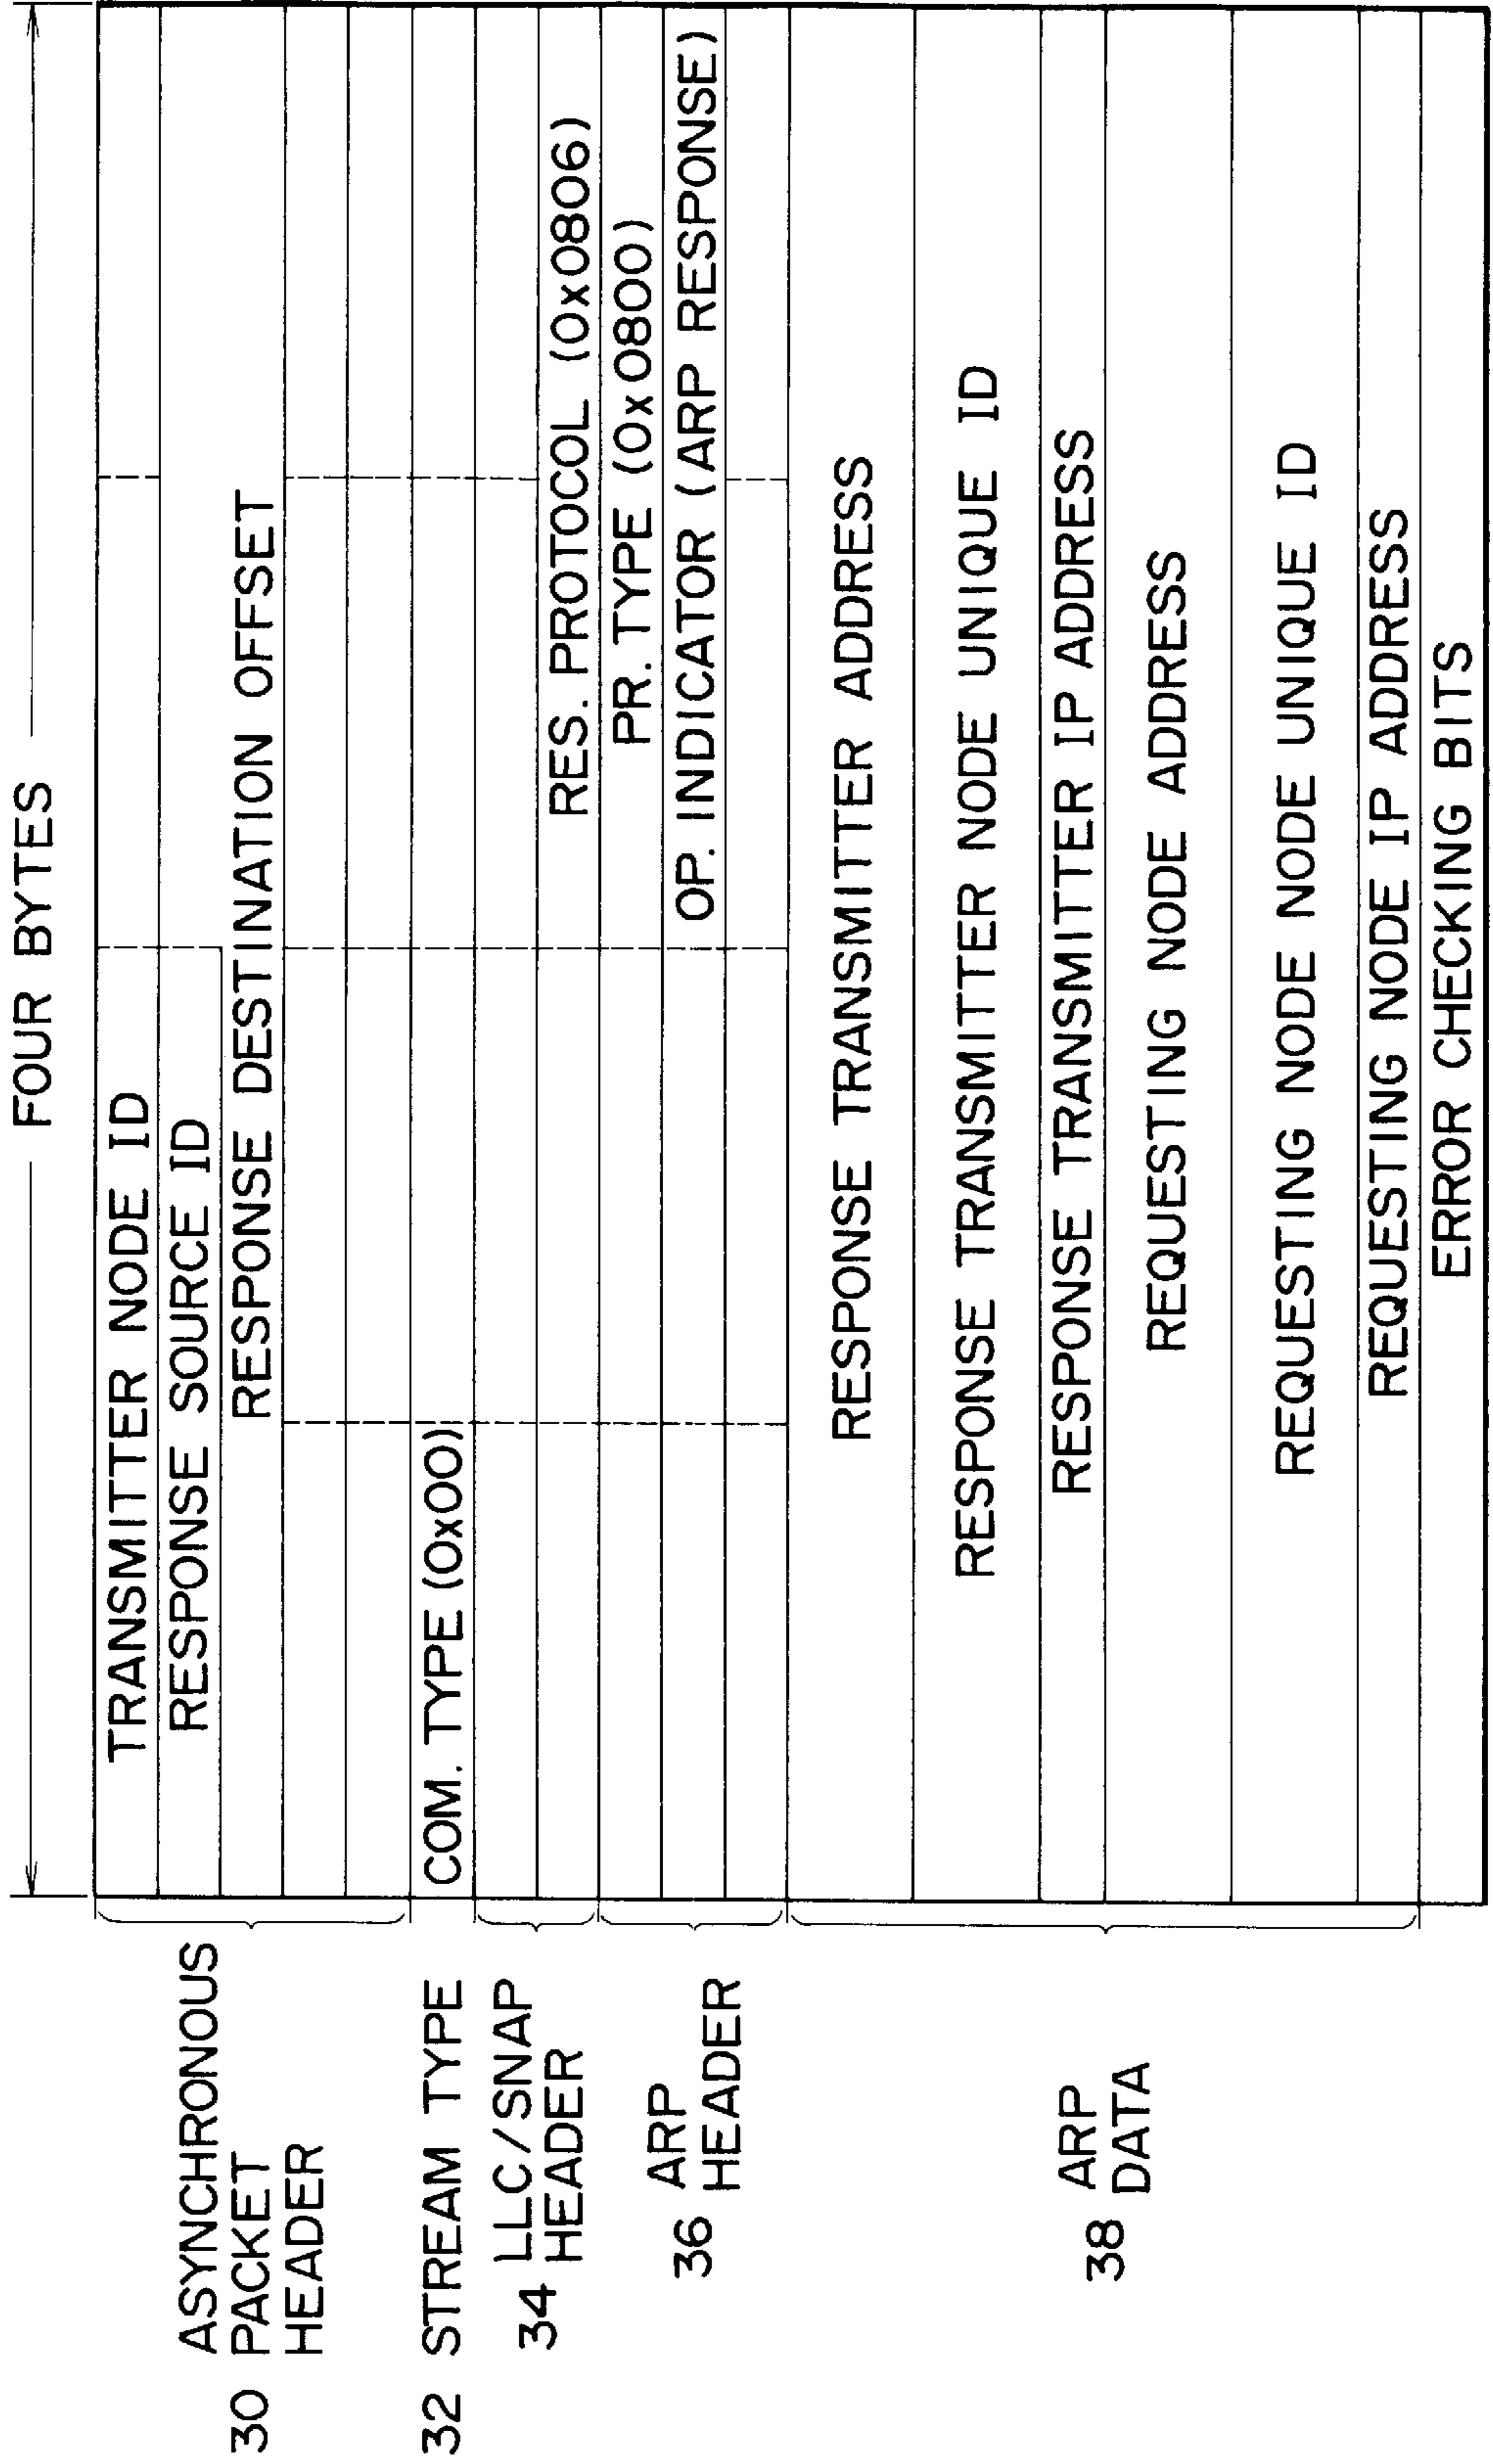 FOUR BYTES
30 ASYNCHRONOUS
PACKET
HEADER
TRANSMITTER NODE ID
RESPONSE SOURCE ID
RESPONSE DESTINATION OFFSET
32 STREAM TYPE
COM. TYPE (0x00)
34 LLC/SNAP
HEADER
RES. PROTOCOL (0x0806)
36 ARP
HEADER
PR. TYPE (0x0800)
OP. INDICATOR (ARP RESPONSE)
38 ARP
DATA
RESPONSE TRANSMITTER ADDRESS
RESPONSE TRANSMITTER NODE UNIQUE ID
RESPONSE TRANSMITTER IP ADDRESS
REQUESTING NODE ADDRESS
REQUESTING NODE NODE UNIQUE ID
REQUESTING NODE IP ADDRESS
ERROR CHECKING BITS